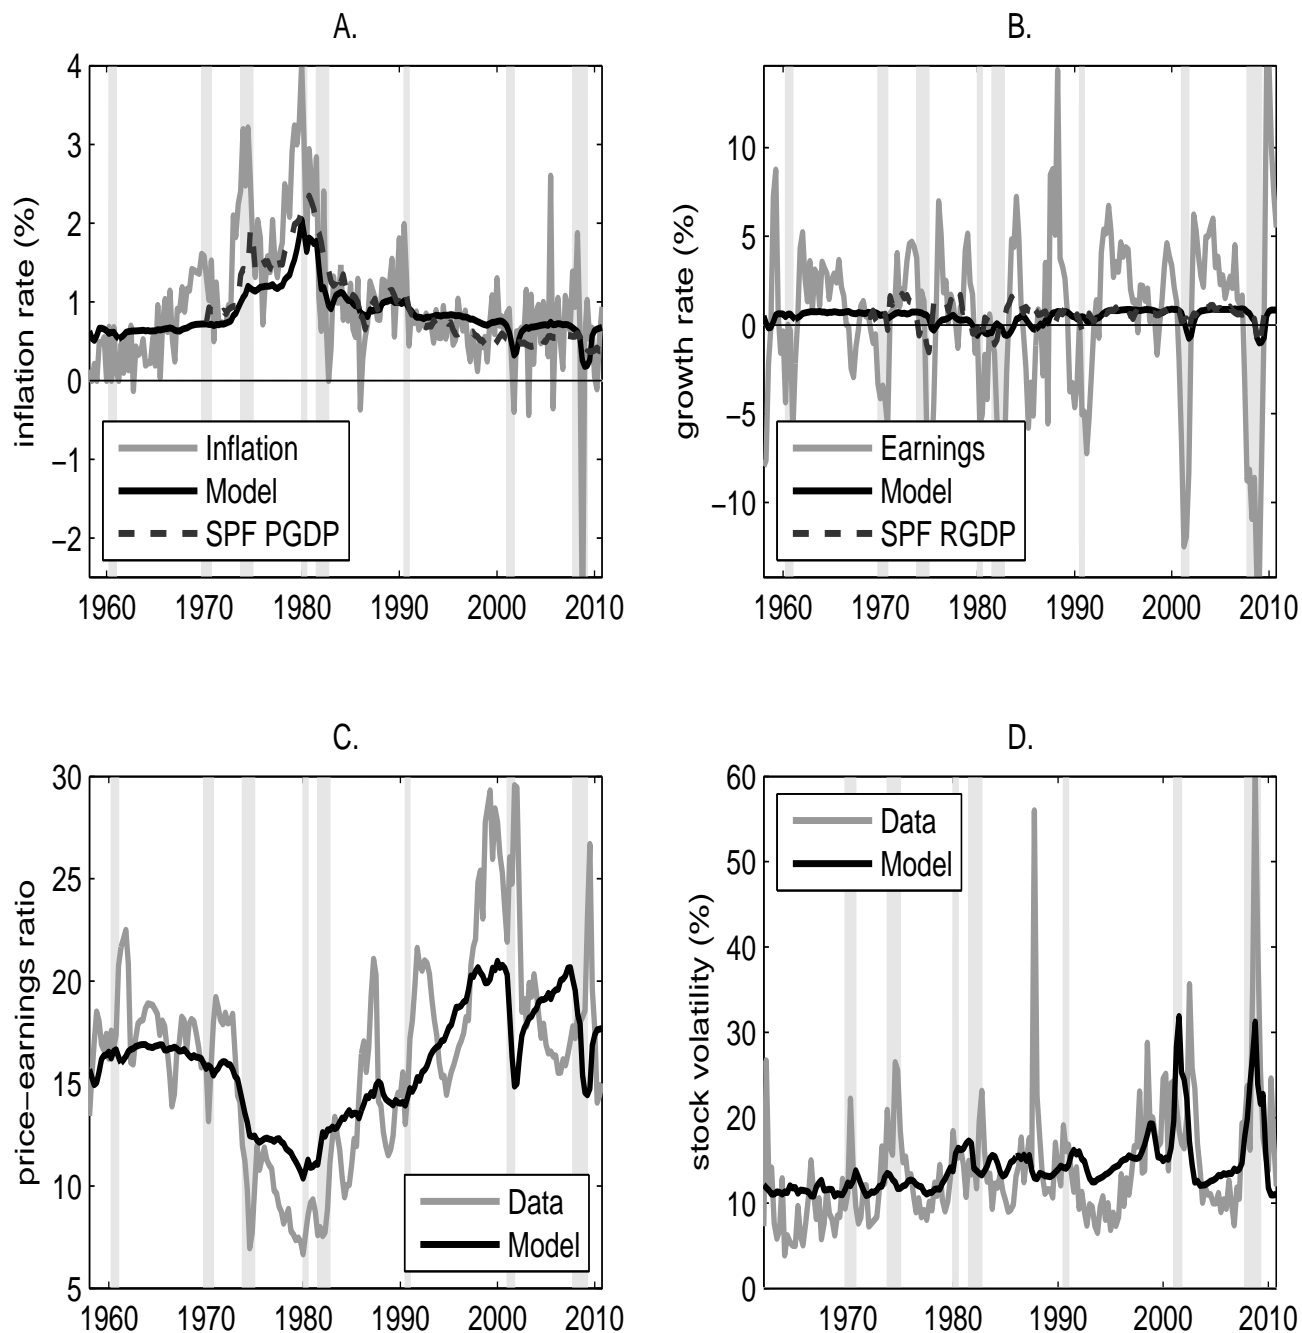 A.
inflation rate (%)
4
3
2
1
0
−1
−2
Inflation
Model
SPF PGDP
1960 1970 1980 1990 2000 2010
B.
growth rate (%)
10
5
0
−5
−10
Earnings
Model
SPF RGDP
1960 1970 1980 1990 2000 2010
C.
price−earnings ratio
30
25
20
15
10
5
Data
Model
1960 1970 1980 1990 2000 2010
D.
stock volatility (%)
60
50
40
30
20
10
0
Data
Model
1970 1980 1990 2000 2010